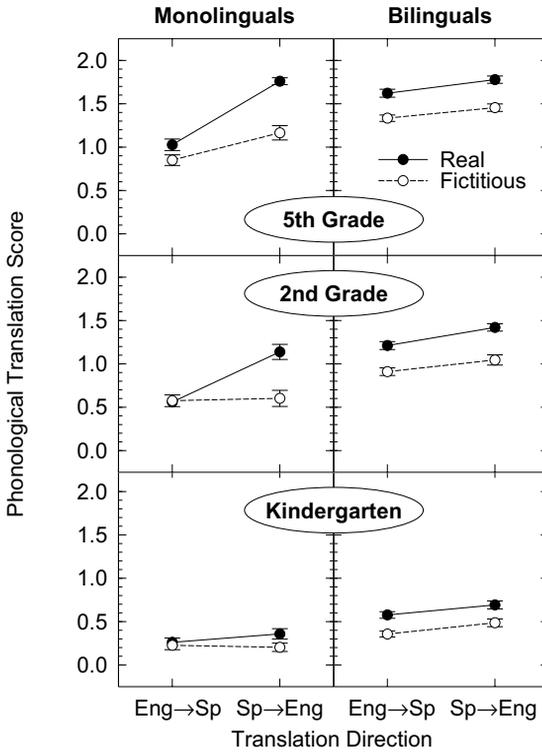 Monolinguals Bilinguals
2.0
1.5
1.0
0.5
0.0
Real
Fictitious
5th Grade
2.0
1.5
1.0
0.5
0.0
2nd Grade
2.0
1.5
1.0
0.5
0.0
Kindergarten
Phonological Translation Score
Eng→Sp Sp→Eng Eng→Sp Sp→Eng
Translation Direction